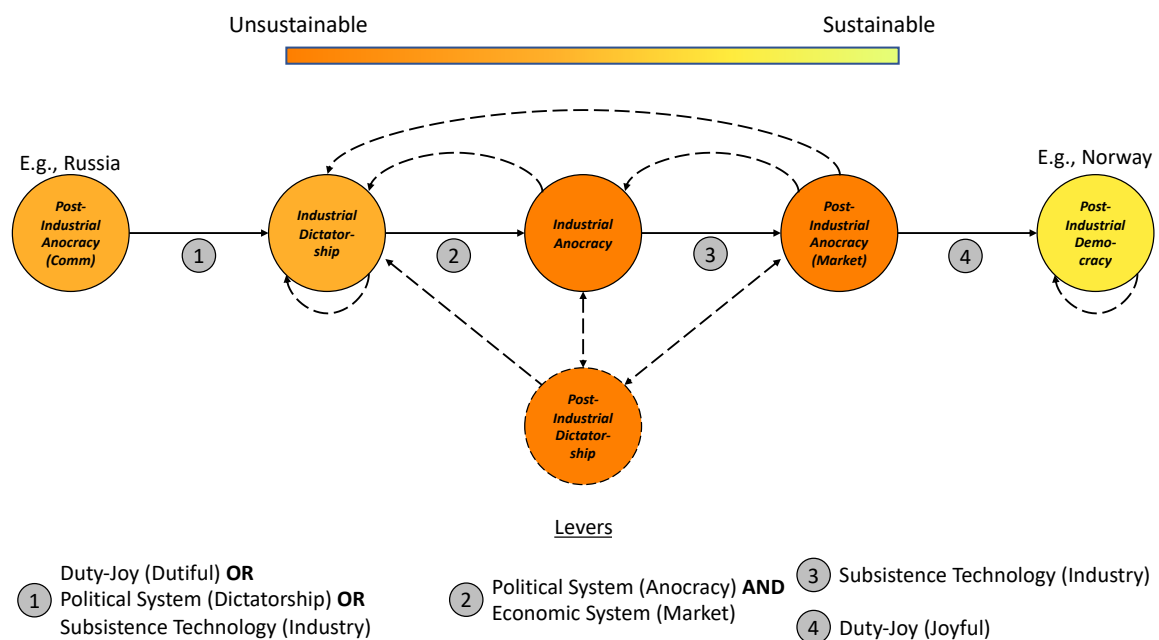 Unsustainable
Sustainable
E.g., Russia
E.g., Norway
Post-
Industrial
Anocracy
(Comm)
Industrial
Dictator-
ship
Industrial
Anocracy
Post-
Industrial
Anocracy
(Market)
Post-
Industrial
Demo-
cracy
1
2
3
4
Post-
Industrial
Dictator-
ship
Levers
1
Duty-Joy (Dutiful) OR
Political System (Dictatorship) OR
Subsistence Technology (Industry)
2
Political System (Anocracy) AND
Economic System (Market)
3
Subsistence Technology (Industry)
4
Duty-Joy (Joyful)